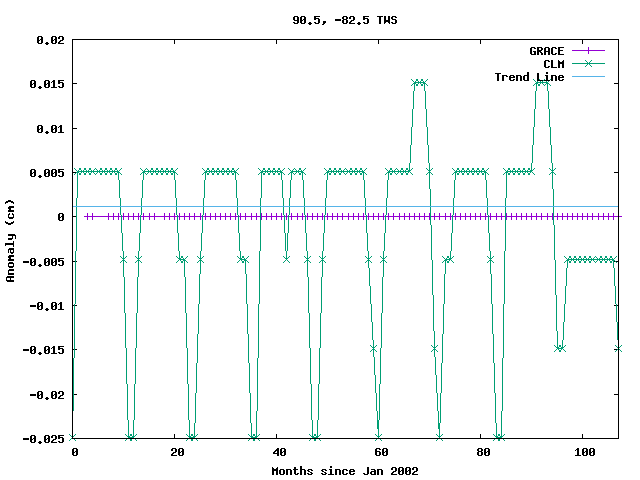 90.5, -82.5 TWS
GRACE
CLM
Trend Line
0.02
0.015
0.01
0.005
0
-0.005
-0.01
-0.015
-0.02
-0.025
Anomaly (cm)
0 20 40 60 80 100
Months since Jan 2002